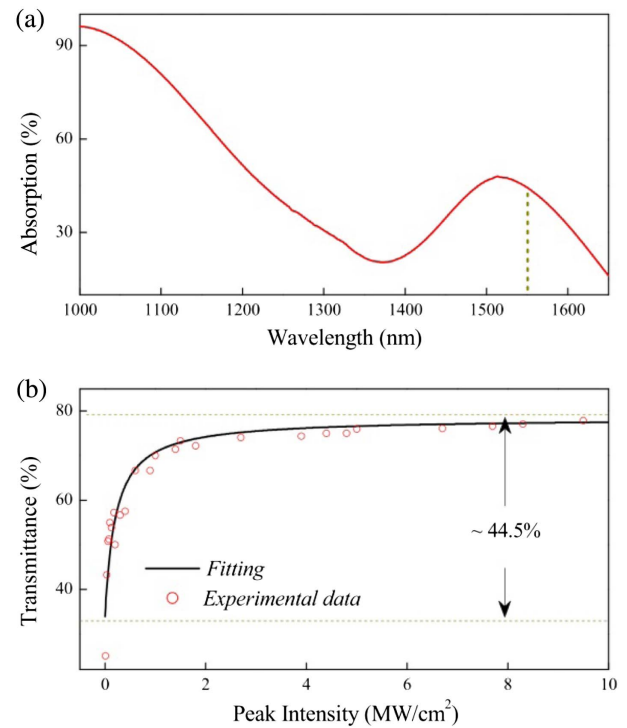 (a)
90
60
30
Absorption (%)
1000 1100 1200 1300 1400 1500 1600
Wavelength (nm)
(b)
80
60
40
Transmittance (%)
~ 44.5%
Fitting
Experimental data
0 2 4 6 8 10
Peak Intensity (MW/cm²)